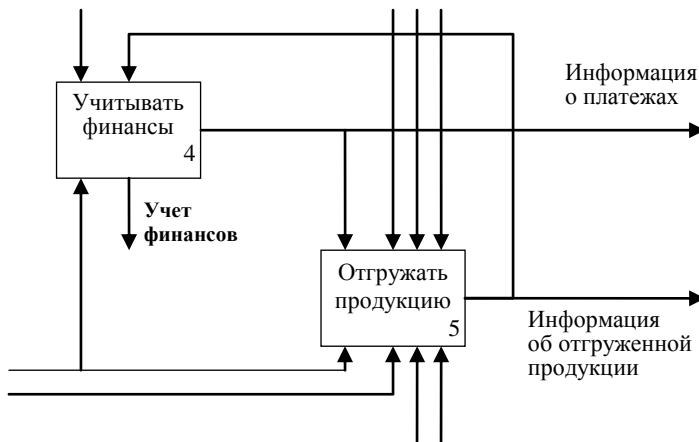 Информация
о платежах
Учитывать
финансы
4
Учет
финансов
Отгружать
продукцию
5
Информация
об отгруженной
продукции